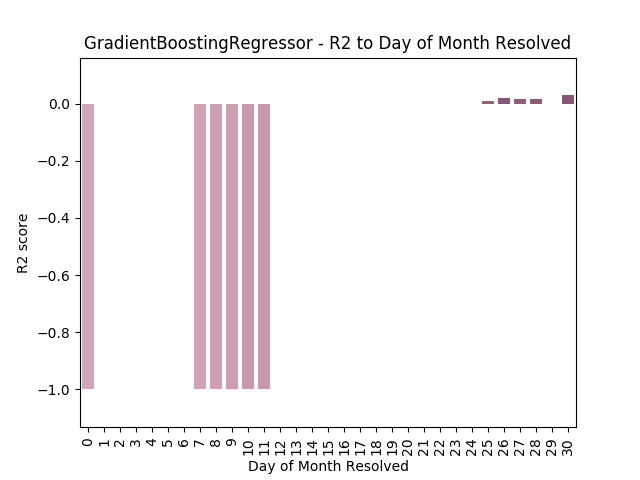 GradientBoostingRegressor - R2 to Day of Month Resolved
0.0
−0.2
−0.4
−0.6
−0.8
−1.0
R2 score
0 1 2 3 4 5 6 7 8 9 10 11 12 13 14 15 16 17 18 19 20 21 22 23 24 25 26 27 28 29 30
Day of Month Resolved